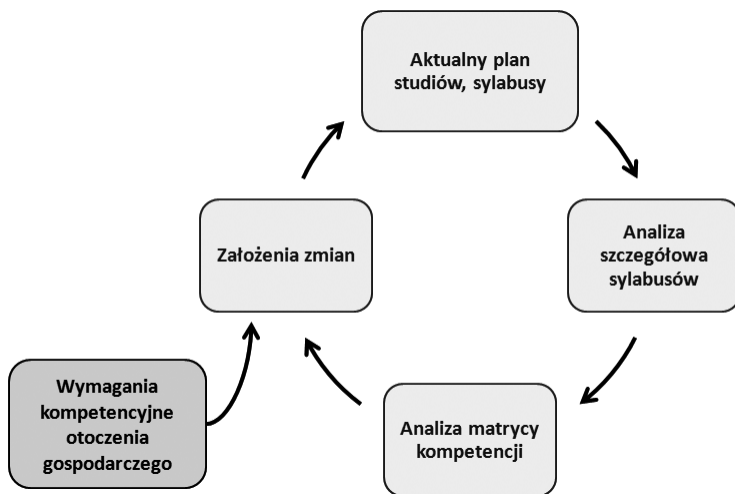 Aktualny plan
studiów, sylabusy
Założenia zmian
Analiza
szczegółowa
sylabusów
Wymagania
kompetencyjne
otoczenia
gospodarczego
Analiza matrycy
kompetencji